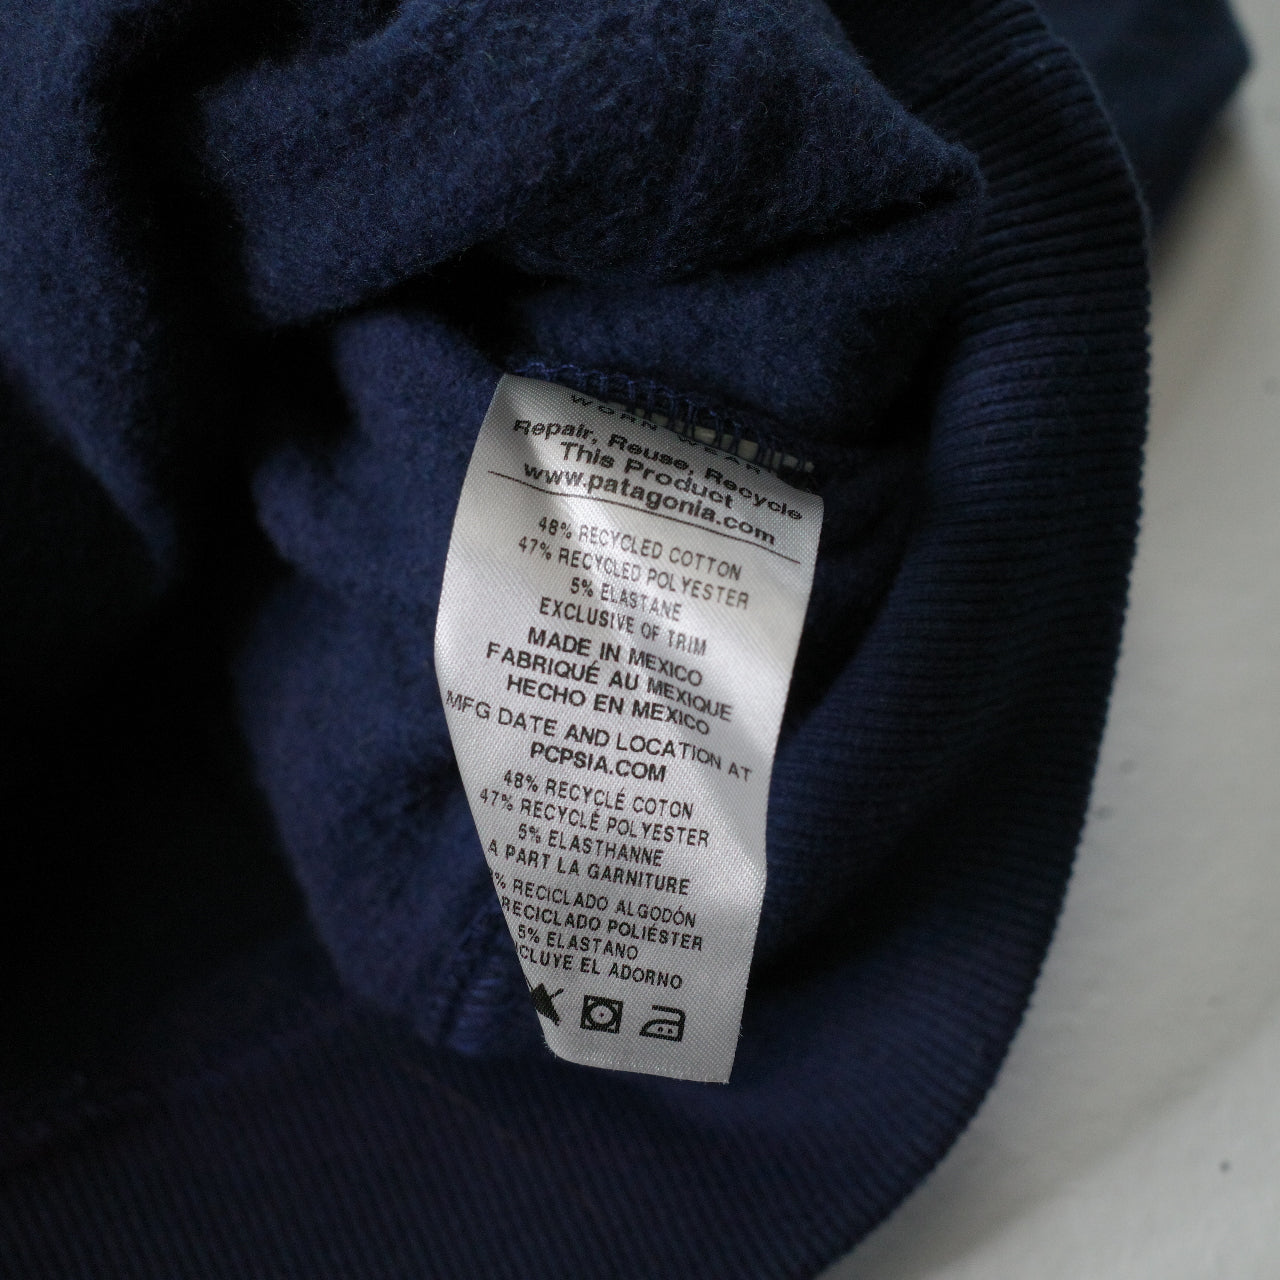 WORN WEAR
Repair, Reuse, Recycle
This Product
www.patagonia.com
48% RECYCLED COTTON
47% RECYCLED POLYESTER
5% ELASTANE
EXCLUSIVE OF TRIM
MADE IN MEXICO
FABRIQUÉ AU MEXIQUE
HECHO EN MEXICO
MFG DATE AND LOCATION AT
PCPSIA.COM
48% RECYCLÉ COTON
47% RECYCLÉ POLYESTER
5% ELASTHANNE
A PART LA GARNITURE
% RECICLADO ALGODÓN
RECICLADO POLIÉSTER
5% ELASTANO
CLUYE EL ADORNO